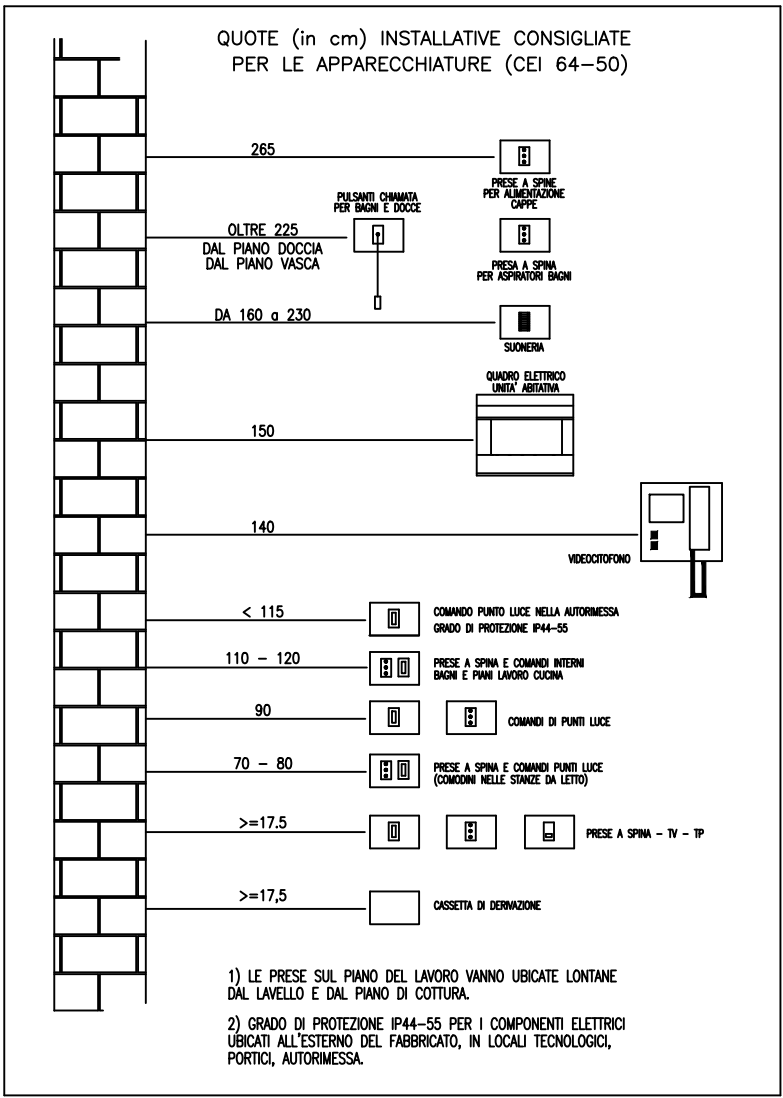 QUOTE (in cm) INSTALLATIVE CONSIGLIATE
PER LE APPARECCHIATURE (CEI 64-50)
265
PRESE A SPINE
PER ALIMENTAZIONE
CAPPE
PULSANTI CHIAMATA
PER BAGNI E DOCCE
OLTRE 225
DAL PIANO DOCCIA
DAL PIANO VASCA
PRESA A SPINA
PER ASPIRATORI BAGNI
DA 160 a 230
SUONERIA
QUADRO ELETTRICO
UNITA' ABITATIVA
150
140
VIDEOCITOFONO
< 115
COMANDO PUNTO LUCE NELLA AUTORIMESSA
GRADO DI PROTEZIONE IP44-55
110 - 120
PRESE A SPINA E COMANDI INTERNI
BAGNI E PIANI LAVORO CUCINA
90
COMANDI DI PUNTI LUCE
70 - 80
PRESE A SPINA E COMANDI PUNTI LUCE
(COMODINI NELLE STANZE DA LETTO)
>=17.5
PRESE A SPINA - TV - TP
>=17,5
CASSETTA DI DERIVAZIONE
1) LE PRESE SUL PIANO DEL LAVORO VANNO UBICATE LONTANE
DAL LAVELLO E DAL PIANO DI COTTURA.
2) GRADO DI PROTEZIONE IP44-55 PER I COMPONENTI ELETTRICI
UBICATI ALL'ESTERNO DEL FABBRICATO, IN LOCALI TECNOLOGICI,
PORTICI, AUTORIMESSA.